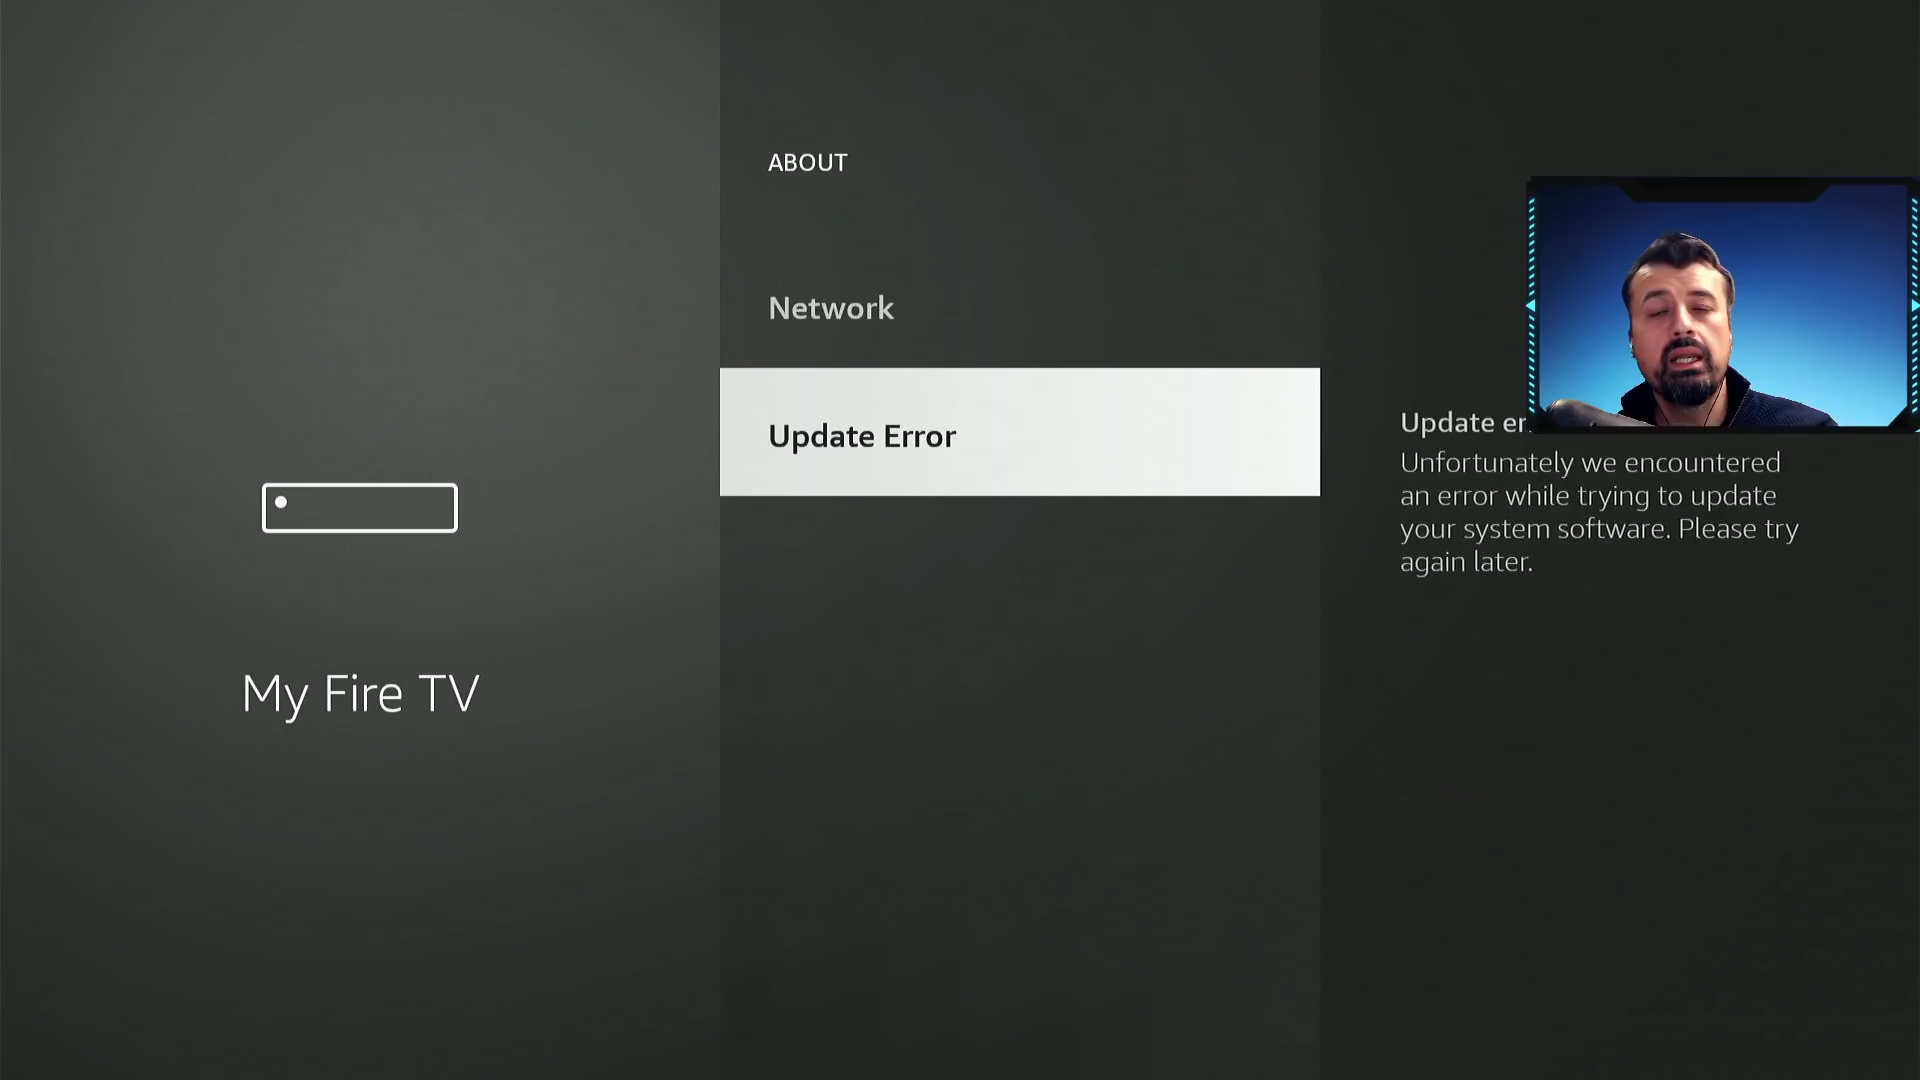 ABOUT
Network
Update Error
My Fire TV
Update
Unfortunately we encountered
an error while trying to update
your system software. Please try
again later.